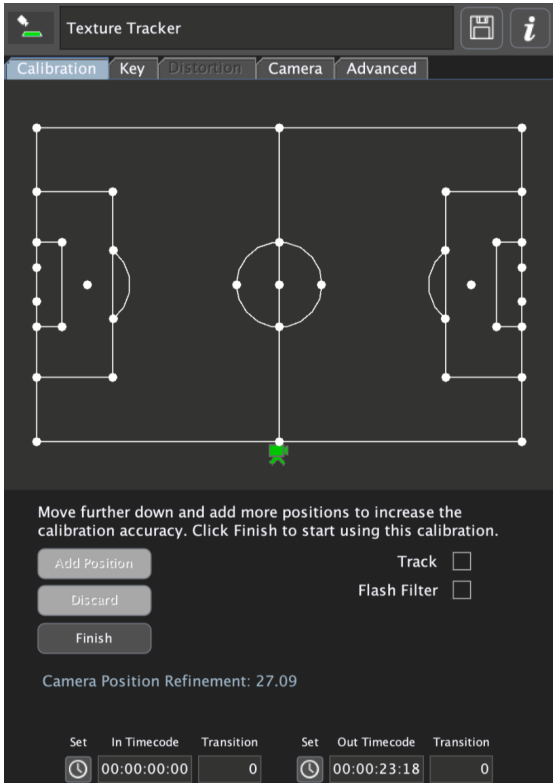 Texture Tracker
Calibration Key Distortion Camera Advanced
Move further down and add more positions to increase the
calibration accuracy. Click Finish to start using this calibration.
Add Position
Track
Discard
Flash Filter
Finish
Camera Position Refinement: 27.09
Set In Timecode Transition Set Out Timecode Transition
00:00:00:00 0 00:00:23:18 0